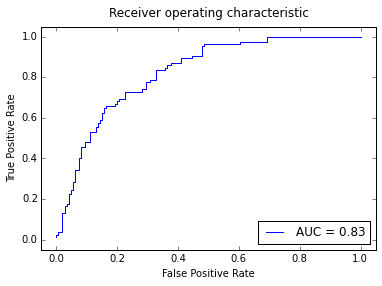 Receiver operating characteristic
1.0
0.8
0.6
0.4
0.2
0.0
True Positive Rate
AUC = 0.83
0.0 0.2 0.4 0.6 0.8 1.0
False Positive Rate